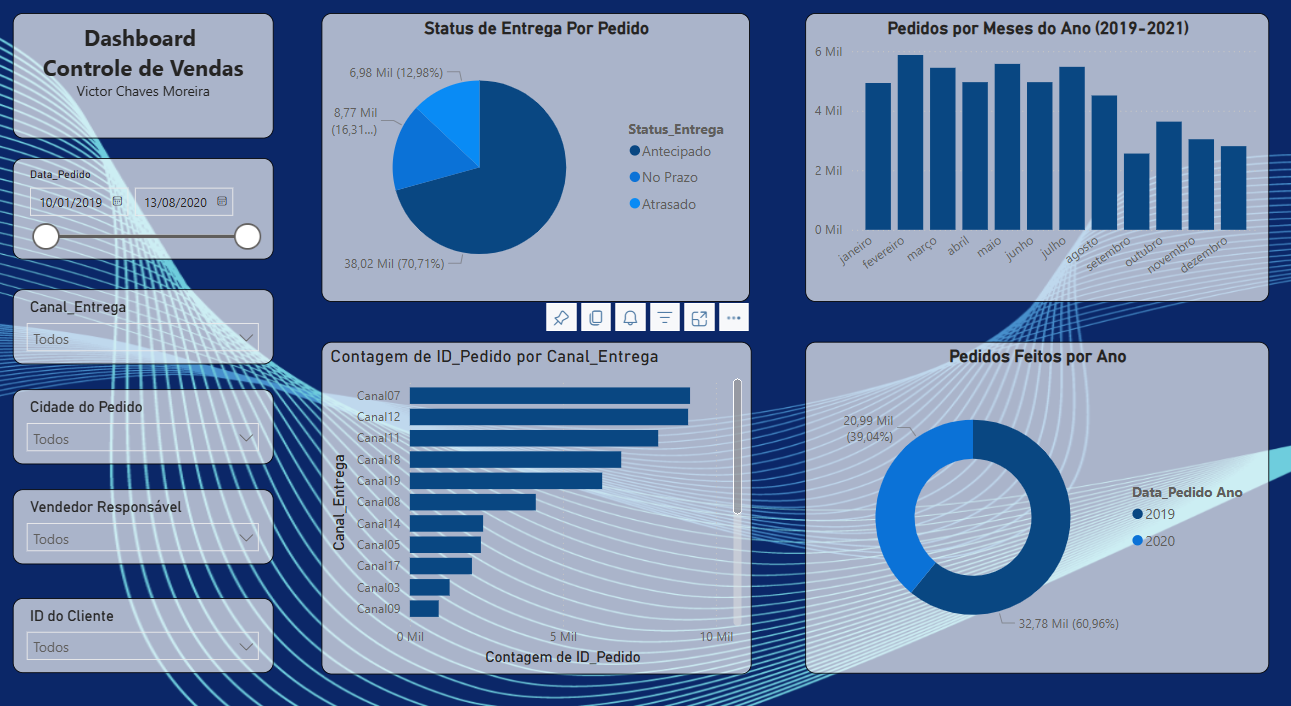 Dashboard
Controle de Vendas
Victor Chaves Moreira
Data_Pedido
10/01/2019
13/08/2020
Canal_Entrega
Todos
Cidade do Pedido
Todos
Vendedor Responsável
Todos
ID do Cliente
Todos
Status de Entrega Por Pedido
6,98 Mil (12,98%)
8,77 Mil
(16,31...)
38,02 Mil (70,71%)
Status_Entrega
Antecipado
No Prazo
Atrasado
Pedidos por Meses do Ano (2019-2021)
6 Mil
4 Mil
2 Mil
0 Mil
janeiro
fevereiro
março
abril
maio
junho
julho
agosto
setembro
outubro
novembro
dezembro
Contagem de ID_Pedido por Canal_Entrega
Canal_Entrega
Canal07
Canal12
Canal11
Canal18
Canal19
Canal08
Canal14
Canal05
Canal17
Canal03
Canal09
0 Mil
5 Mil
10 Mil
Contagem de ID_Pedido
Pedidos Feitos por Ano
20,99 Mil
(39,04%)
32,78 Mil (60,96%)
Data_Pedido Ano
2019
2020